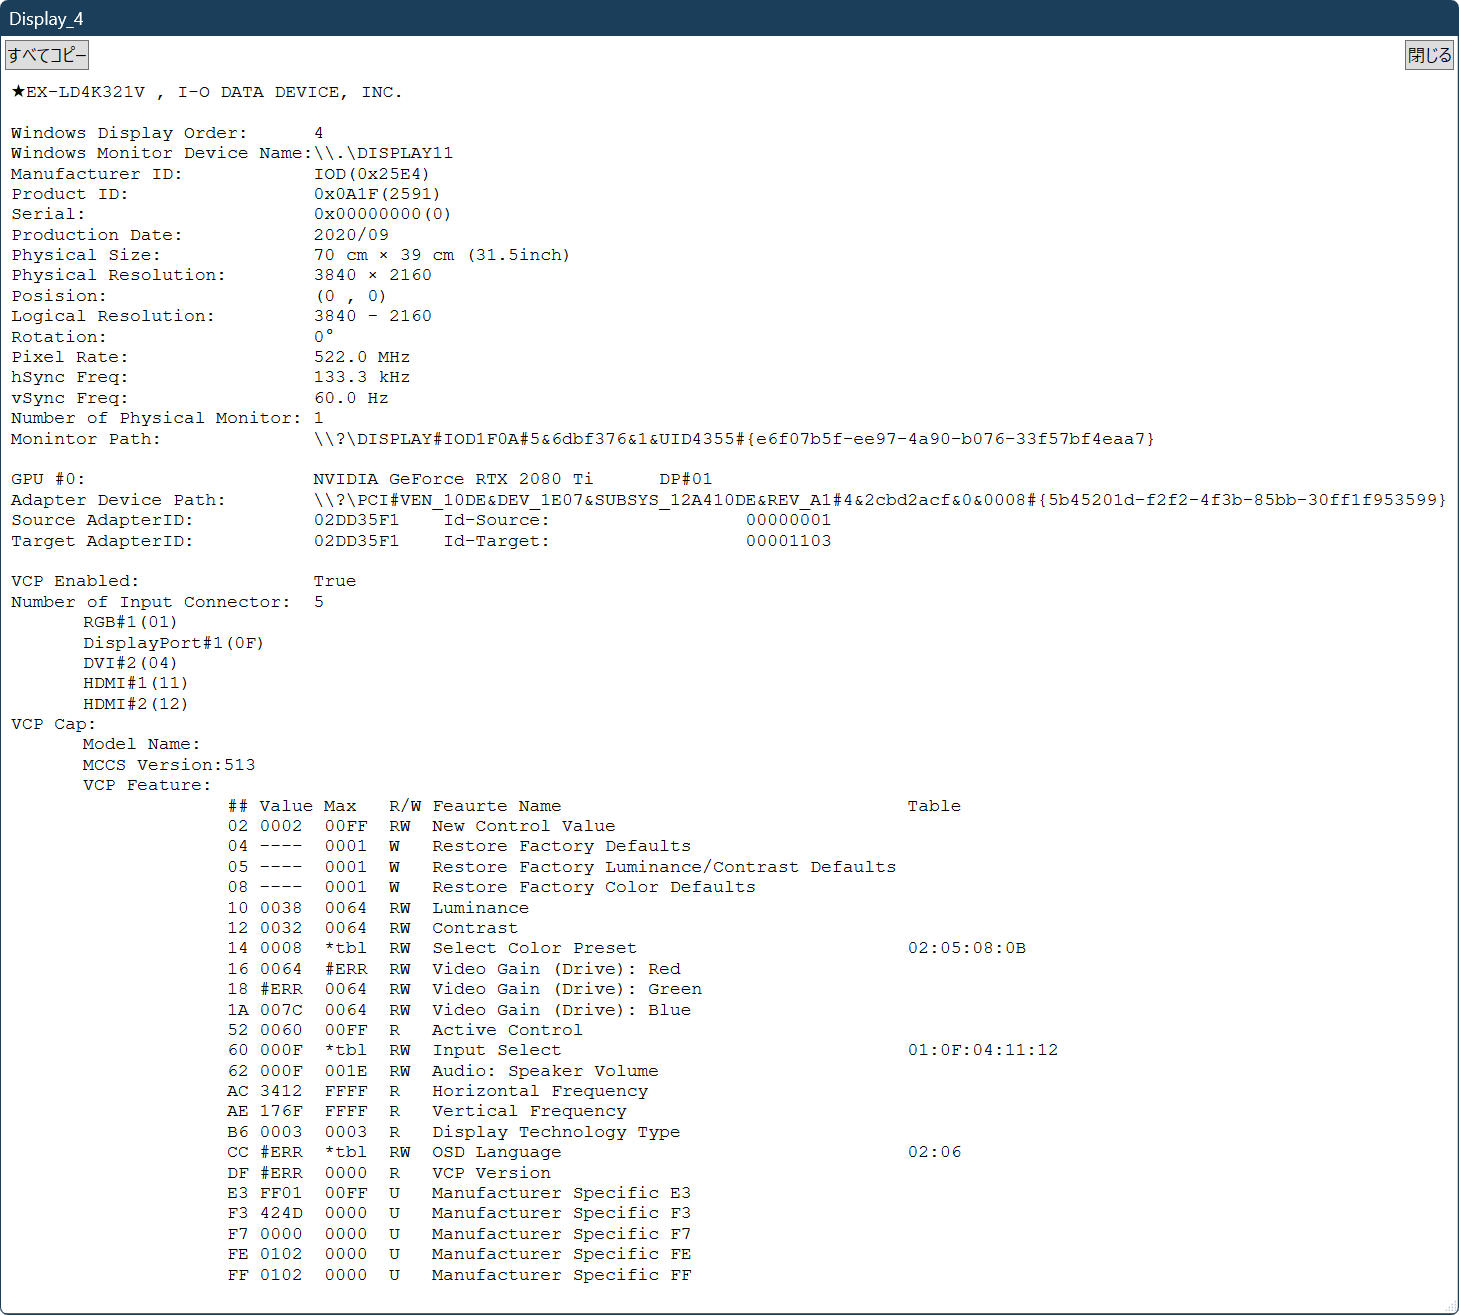 Display_4
すべてコピー 閉じる
★EX-LD4K321V , I-O DATA DEVICE, INC.
Windows Display Order: 4
Windows Monitor Device Name:\\.\DISPLAY11
Manufacturer ID: IOD(0x25E4)
Product ID: 0x0A1F(2591)
Serial: 0x00000000(0)
Production Date: 2020/09
Physical Size: 70 cm × 39 cm (31.5inch)
Physical Resolution: 3840 × 2160
Posision: (0 , 0)
Logical Resolution: 3840 - 2160
Rotation: 0°
Pixel Rate: 522.0 MHz
hSync Freq: 133.3 kHz
vSync Freq: 60.0 Hz
Number of Physical Monitor: 1
Monintor Path: \\?\DISPLAY#IOD1F0A#5&6dbf376&1&UID4355#{e6f07b5f-ee97-4a90-b076-33f57bf4eaa7}
GPU #0: NVIDIA GeForce RTX 2080 Ti DP#01
Adapter Device Path: \\?\PCI#VEN_10DE&DEV_1E07&SUBSYS_12A410DE&REV_A1#4&2cbd2acf&0&0008#{5b45201d-f2f2-4f3b-85bb-30ff1f953599}
Source AdapterID: 02DD35F1 Id-Source: 00000001
Target AdapterID: 02DD35F1 Id-Target: 00001103
VCP Enabled: True
Number of Input Connector: 5
RGB#1(01)
DisplayPort#1(0F)
DVI#2(04)
HDMI#1(11)
HDMI#2(12)
VCP Cap:
Model Name:
MCCS Version:513
VCP Feature:
## Value Max R/W Feaurte Name Table
02 0002 00FF RW New Control Value
04 ---- 0001 W Restore Factory Defaults
05 ---- 0001 W Restore Factory Luminance/Contrast Defaults
08 ---- 0001 W Restore Factory Color Defaults
10 0038 0064 RW Luminance
12 0032 0064 RW Contrast
14 0008 *tbl RW Select Color Preset 02:05:08:0B
16 0064 #ERR RW Video Gain (Drive): Red
18 #ERR 0064 RW Video Gain (Drive): Green
1A 007C 0064 RW Video Gain (Drive): Blue
52 0060 00FF R Active Control
60 000F *tbl RW Input Select 01:0F:04:11:12
62 000F 001E RW Audio: Speaker Volume
AC 3412 FFFF R Horizontal Frequency
AE 176F FFFF R Vertical Frequency
B6 0003 0003 R Display Technology Type
CC #ERR *tbl RW OSD Language 02:06
DF #ERR 0000 R VCP Version
E3 FF01 00FF U Manufacturer Specific E3
F3 424D 0000 U Manufacturer Specific F3
F7 0000 0000 U Manufacturer Specific F7
FE 0102 0000 U Manufacturer Specific FE
FF 0102 0000 U Manufacturer Specific FF